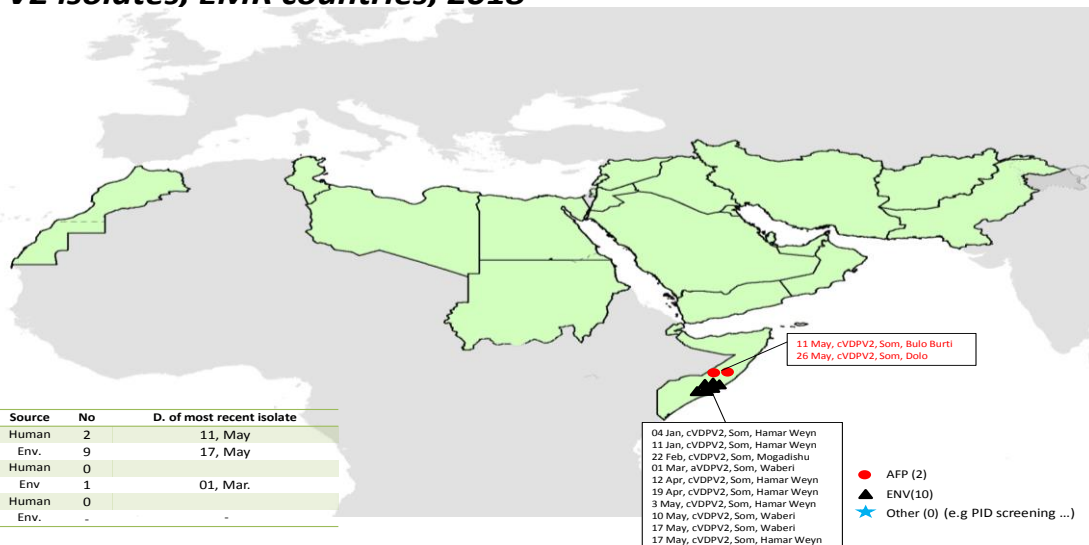 V2 isolates, EMR countries, 2018
11 May, cVDPV2, Som, Bulo Burti
26 May, cVDPV2, Som, Dolo
Source No D. of most recent isolate
Human 2 11, May
Env. 9 17, May
Human 0
Env 1 01, Mar.
Human 0
Env. - -
04 Jan, cVDPV2, Som, Hamar Weyn
11 Jan, cVDPV2, Som, Hamar Weyn
22 Feb, cVDPV2, Som, Mogadishu
01 Mar, aVDPV2, Som, Waberi
12 Apr, cVDPV2, Som, Hamar Weyn
19 Apr, cVDPV2, Som, Hamar Weyn
3 May, cVDPV2, Som, Hamar Weyn
10 May, cVDPV2, Som, Waberi
17 May, cVDPV2, Som, Waberi
17 May, cVDPV2, Som, Hamar Weyn
AFP (2)
ENV(10)
Other (0) (e.g PID screening ...)